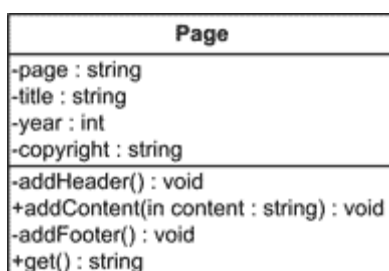 Page
-page : string
-title : string
-year : int
-copyright : string
-addHeader() : void
+addContent(in content : string) : void
-addFooter() : void
+get() : string